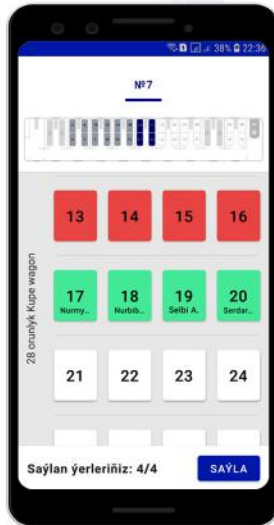 38% 22:36
№7
13 14 15 16
17 18 19 20
Nurmy... Nurbib... Selbi A. Serdar...
21 22 23 24
28 orunlyk Kupe wagon
Saýlan ýerleriňiz: 4/4
SAÝLA